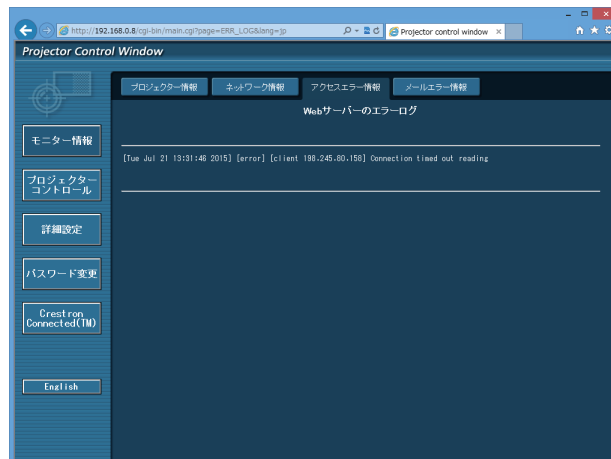 http://192.168.0.8/cgi-bin/main.cgi?page=ERR_LOG&lang=jp
Projector control window
Projector Control Window
プロジェクター情報
ネットワーク情報
アクセスエラー情報
メールエラー情報
Webサーバーのエラーログ
[Tue Jul 21 13:31:46 2015] [error] [client 198.245.80.158] Connection timed out reading
モニター情報
プロジェクター
コントロール
詳細設定
パスワード変更
Crestron
Connected(TM)
English